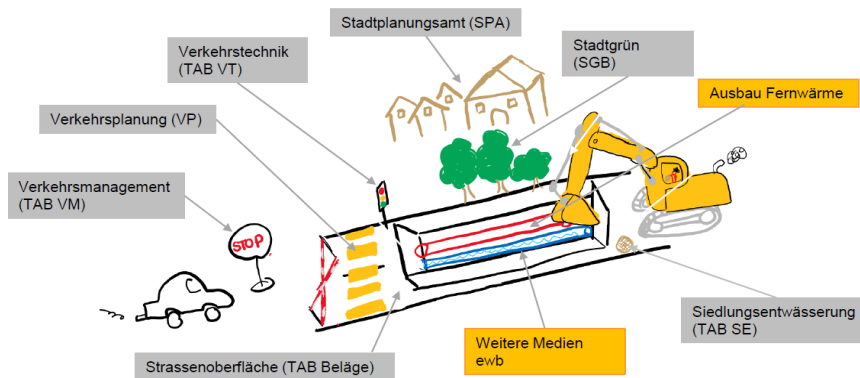 Stadtplanungsamt (SPA)
Verkehrstechnik
(TAB VT)
Stadtgrün
(SGB)
Ausbau Fernwärme
Verkehrsplanung (VP)
Verkehrsmanagement
(TAB VM)
STOP
Siedlungsentwässerung
(TAB SE)
Weitere Medien
ewb
Strassenoberfläche (TAB Beläge)